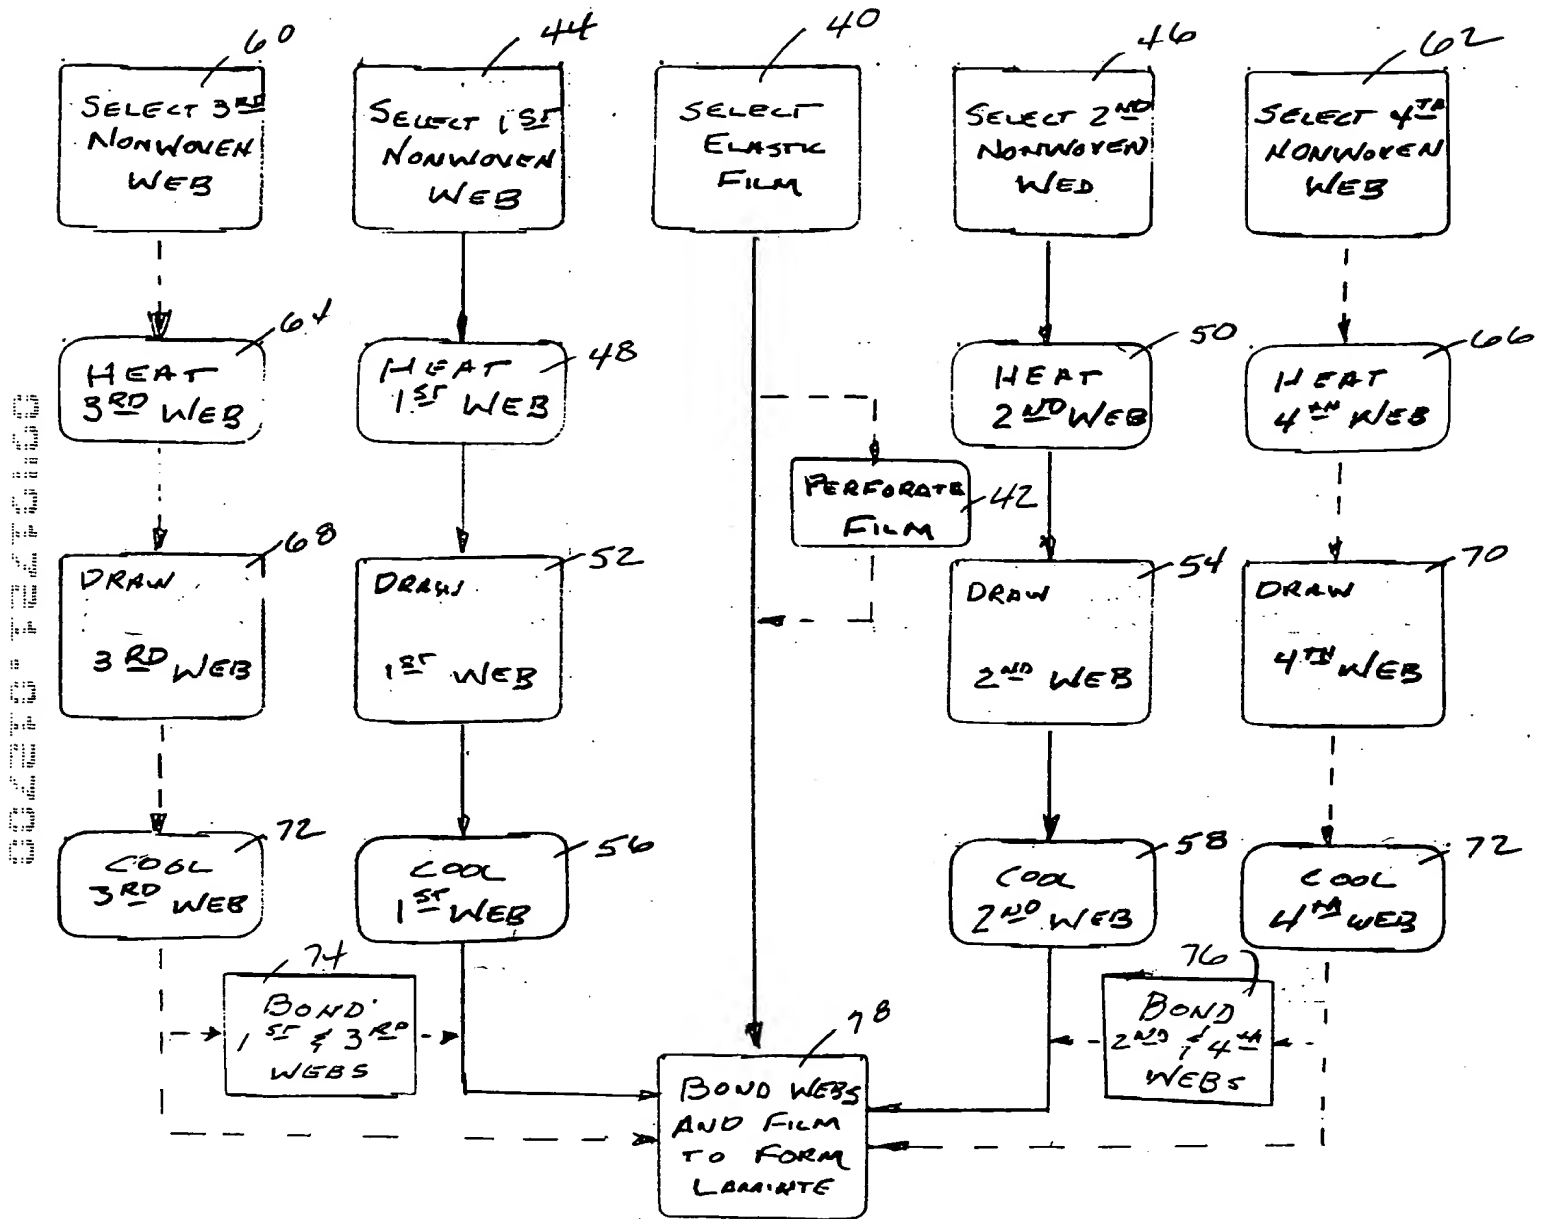 60
44
40
46
62
SELECT 3RD
NONWOVEN
WEB
SELECT 1ST
NONWOVEN
WEB
SELECT
ELASTIC
FILM
SELECT 2ND
NONWOVEN
WED
SELECT 4TH
NONWOVEN
WEB
64
HEAT
3RD WEB
48
HEAT
1ST WEB
50
HEAT
2ND WEB
66
HEAT
4TH WEB
PERFORATE
FILM
42
68
DRAW
3RD WEB
52
DRAW
1ST WEB
54
DRAW
2ND WEB
70
DRAW
4TH WEB
72
COOL
3RD WEB
56
COOL
1ST WEB
58
COOL
2ND WEB
72
COOL
4TH WEB
74
BOND
1ST & 3RD
WEBS
76
BOND
2ND & 4TH
WEBS
78
BOND WEBS
AND FILM
TO FORM
LAMINTE